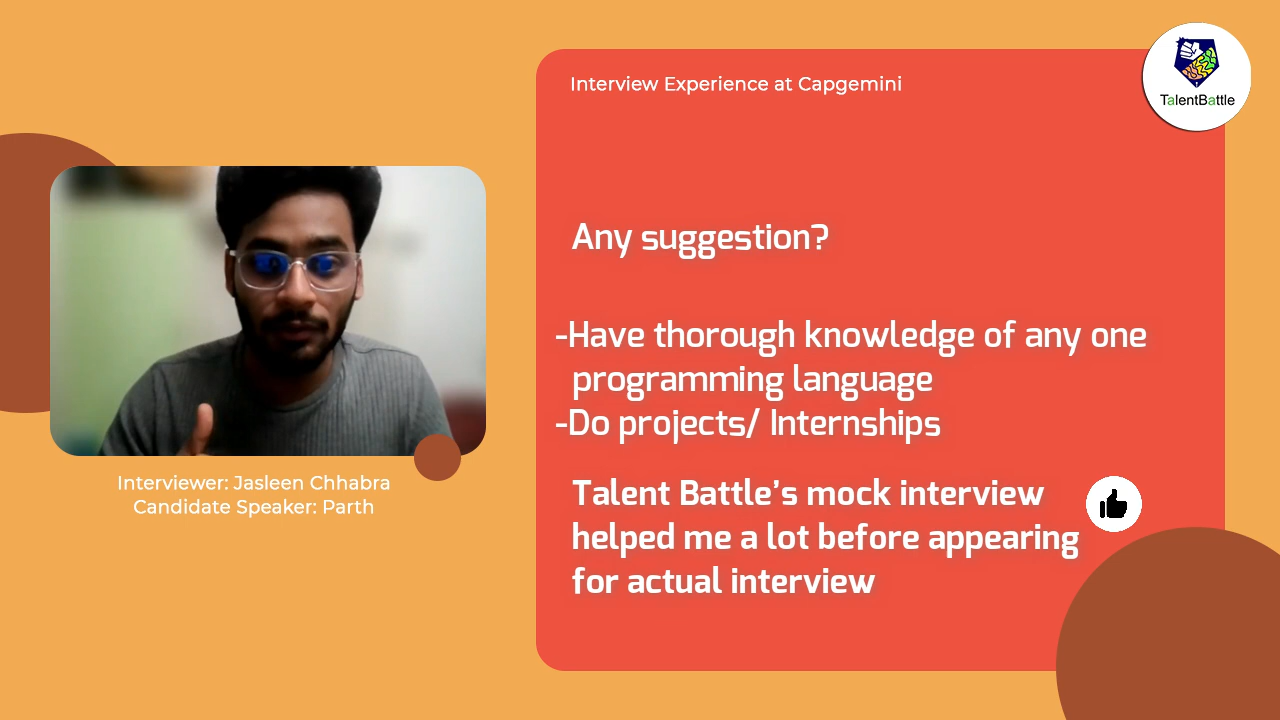 Interview Experience at Capgemini
TalentBattle
Any suggestion?
-Have thorough knowledge of any one
programming language
-Do projects/ Internships
Talent Battle's mock interview
helped me a lot before appearing
for actual interview
Interviewer: Jasleen Chhabra
Candidate Speaker: Parth